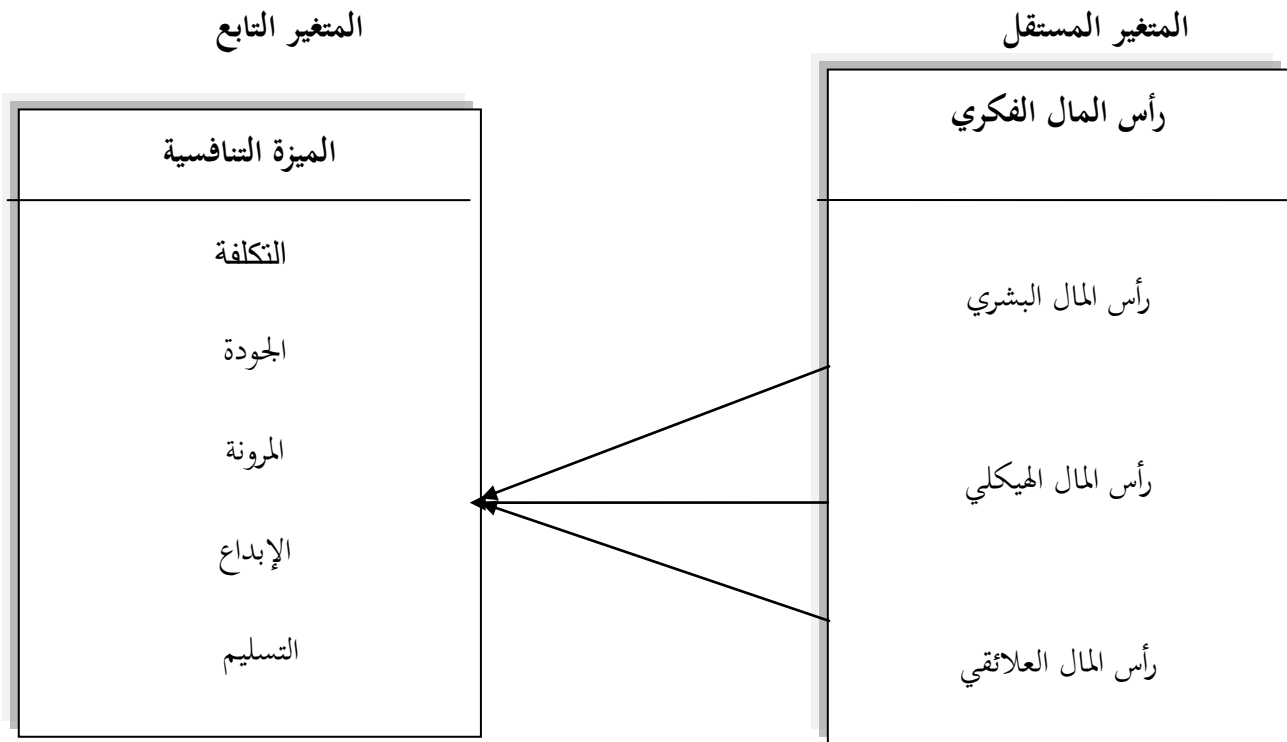 المتغير المستقل
رأس المال الفكري
رأس المال البشري
رأس المال الهيكلي
رأس المال العلائقي
المتغير التابع
الميزة التنافسية
التكلفة
الجودة
المرونة
الإبداع
التسليم